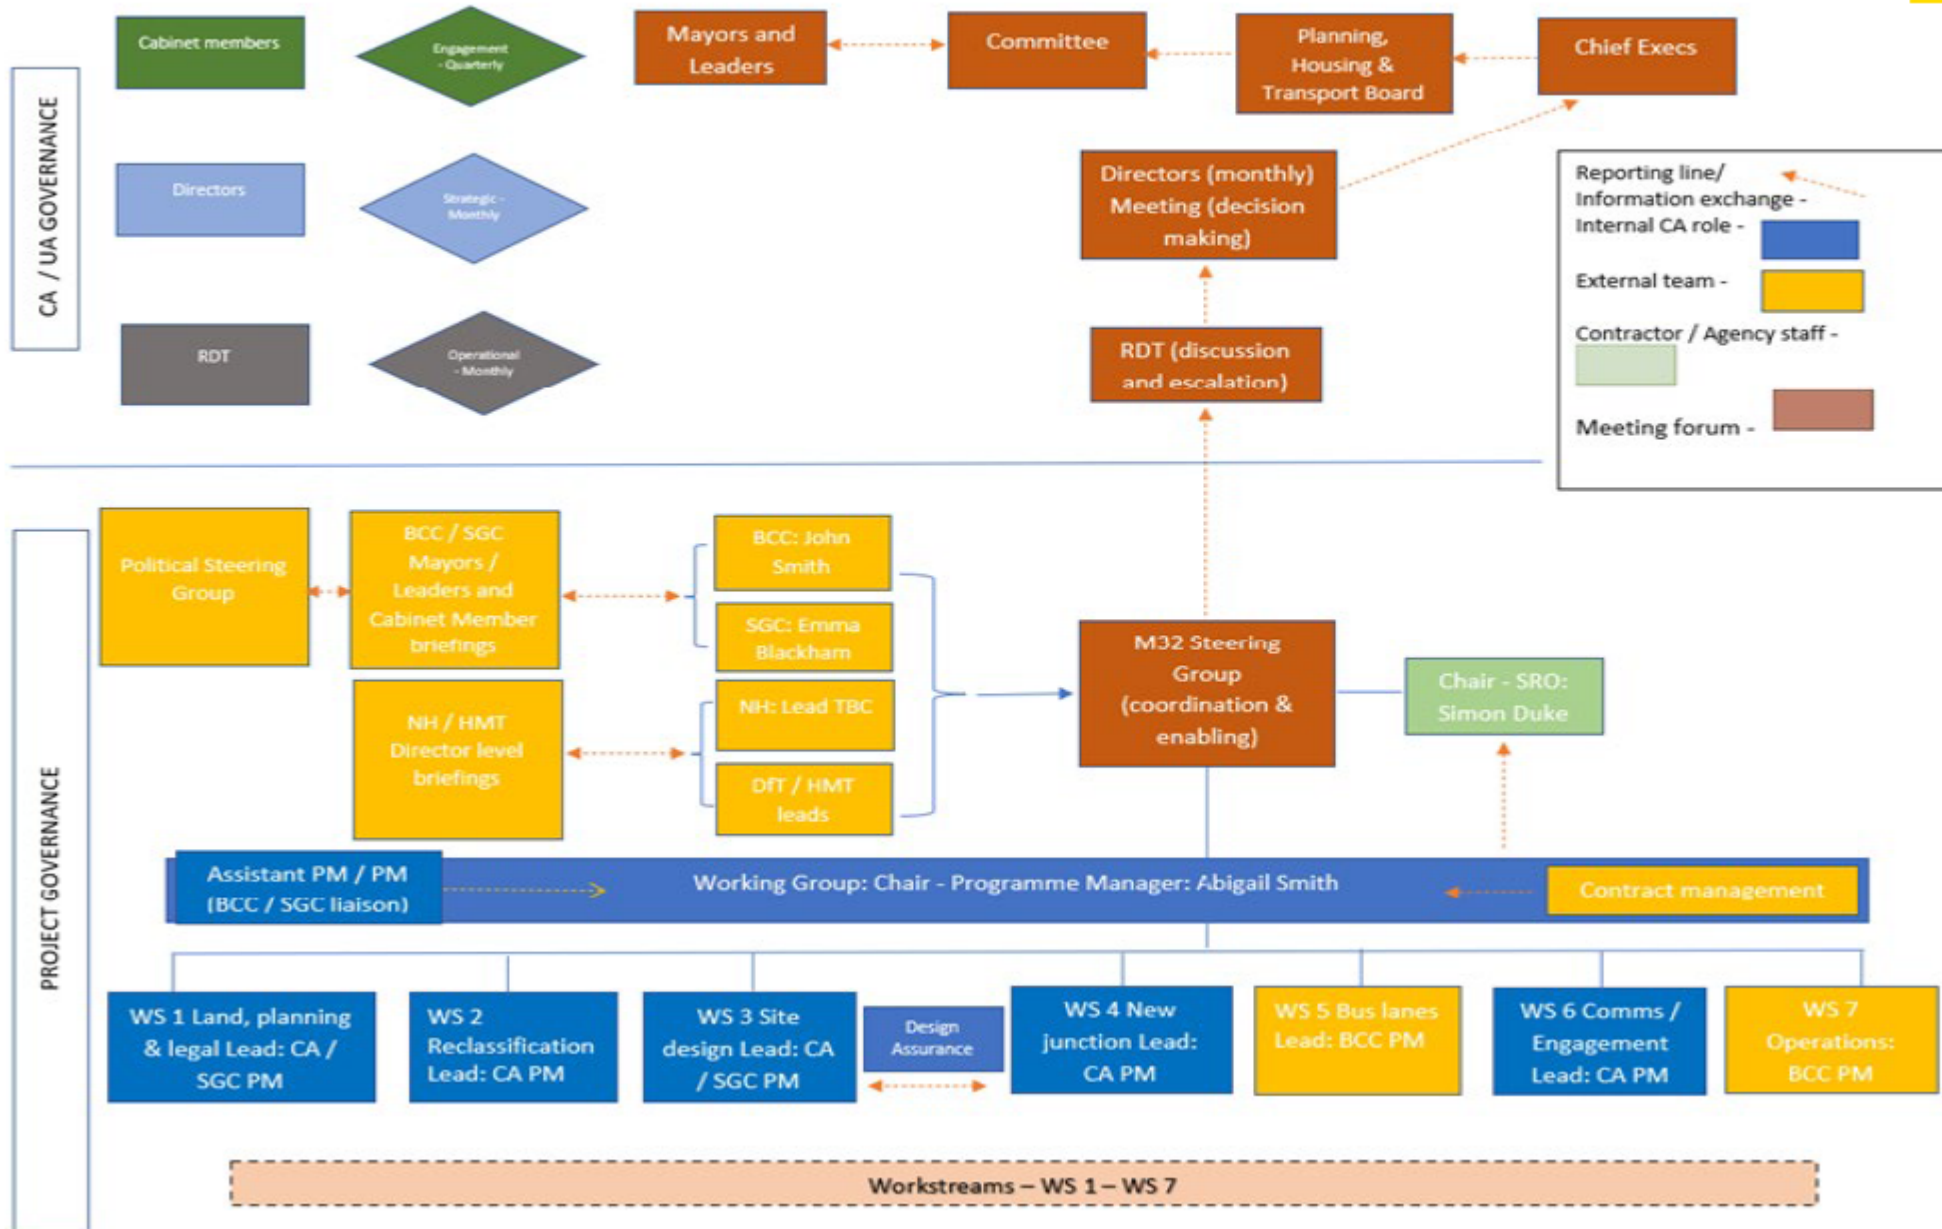 CA / UA GOVERNANCE
Cabinet members
Engagement
- Quarterly
Directors
Strategic -
Monthly
RDT
Operational
- Monthly
Mayors and
Leaders
Committee
Planning,
Housing &
Transport Board
Chief Execs
Directors (monthly)
Meeting (decision
making)
RDT (discussion
and escalation)
Reporting line/
Information exchange -
Internal CA role -
External team -
Contractor / Agency staff -
Meeting forum -
PROJECT GOVERNANCE
Political Steering
Group
BCC / SGC
Mayors /
Leaders and
Cabinet Member
briefings
NH / HMT
Director level
briefings
BCC: John
Smith
SGC: Emma
Blackham
NH: Lead TBC
DfT / HMT
leads
M32 Steering
Group
(coordination &
enabling)
Chair - SRO:
Simon Duke
Assistant PM / PM
(BCC / SGC liaison)
Working Group: Chair - Programme Manager: Abigail Smith
Contract management
WS 1 Land, planning
& legal Lead: CA /
SGC PM
WS 2
Reclassification
Lead: CA PM
WS 3 Site
design Lead: CA
/ SGC PM
Design
Assurance
WS 4 New
junction Lead:
CA PM
WS 5 Bus lanes
Lead: BCC PM
WS 6 Comms /
Engagement
Lead: CA PM
WS 7
Operations:
BCC PM
Workstreams – WS 1 – WS 7